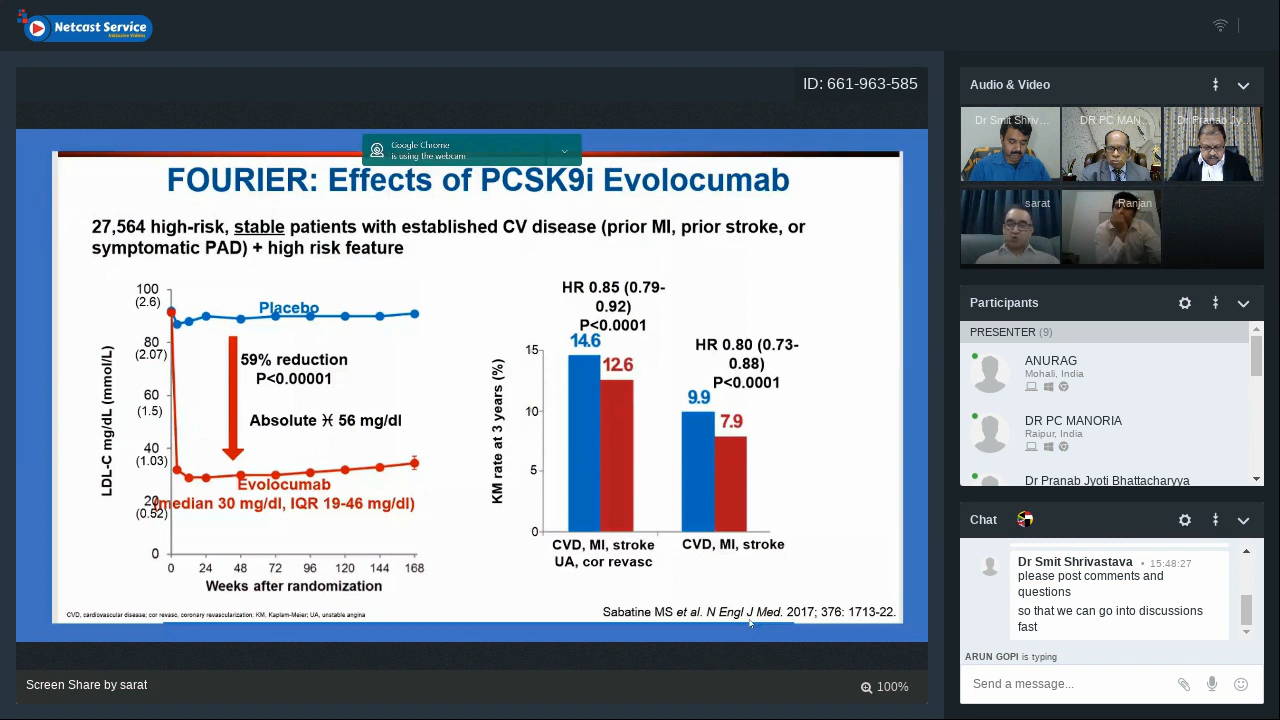 Netcast Service
ID: 661-963-585
Google Chrome
is using the webcam
FOURIER: Effects of PCSK9i Evolocumab
27,564 high-risk, stable patients with established CV disease (prior MI, prior stroke, or
symptomatic PAD) + high risk feature
LDL-C mg/dL (mmol/L)
100
(2.6)
80
(2.07)
60
(1.5)
40
(1.03)
20
(0.52)
0
Placebo
59% reduction
P<0.00001
Absolute ♓ 56 mg/dl
Evolocumab
(median 30 mg/dl, IQR 19-46 mg/dl)
0 24 48 72 96 120 144 168
Weeks after randomization
KM rate at 3 years (%)
15
10
5
0
HR 0.85 (0.79-
0.92)
P<0.0001
14.6
12.6
HR 0.80 (0.73-
0.88)
P<0.0001
9.9
7.9
CVD, MI, stroke
UA, cor revasc
CVD, MI, stroke
CVD, cardiovascular disease; cor revasc, coronary revascularization; KM, Kaplan-Meier; UA, unstable angina
Sabatine MS et al. N Engl J Med. 2017; 376: 1713-22.
Screen Share by sarat
100%
Audio & Video
Dr Smit Shriv...
DR PC MAN...
Dr Pranab Jy...
sarat
Ranjan
Participants
PRESENTER (9)
ANURAG
Mohali, India
DR PC MANORIA
Raipur, India
Dr Pranab Jyoti Bhattacharyya
Chat
Dr Smit Shrivastava • 15:48:27
please post comments and
questions
so that we can go into discussions
fast
ARUN GOPI is typing
Send a message...